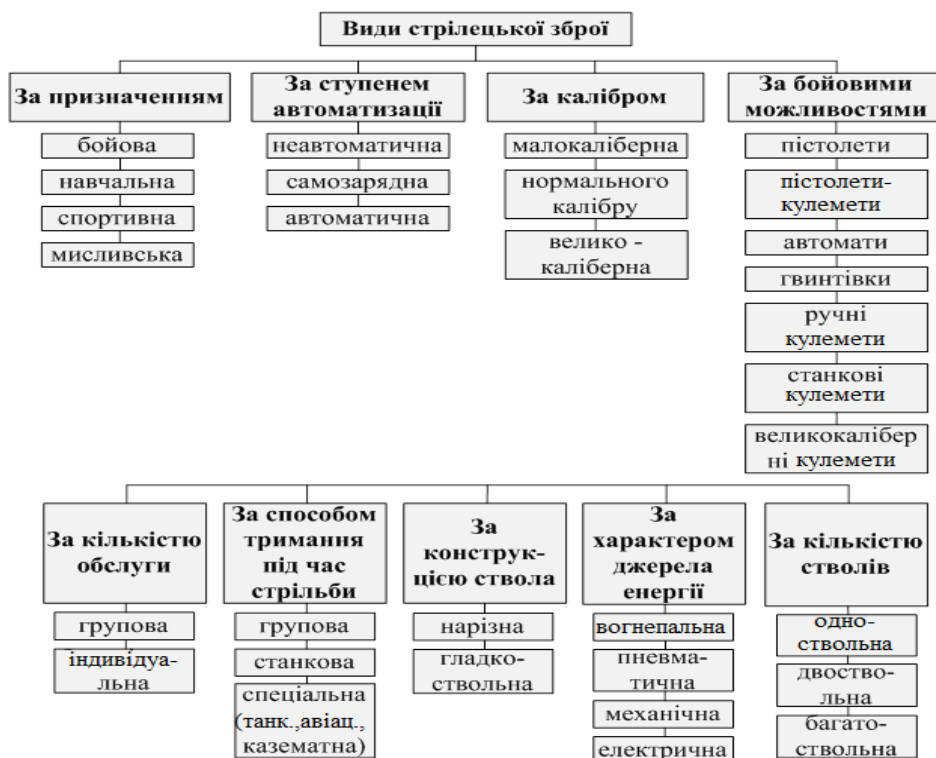 Види стрілецької зброї
За призначенням
бойова
навчальна
спортивна
мисливська
За ступенем
автоматизації
неавтоматична
самозарядна
автоматична
За калібром
малокаліберна
нормального
калібру
велико -
каліберна
За бойовими
можливостями
пістолети
пістолети-
кулемети
автомати
гвинтівки
ручні
кулемети
станкові
кулемети
великокалібер
ні кулемети
За кількістю
обслуги
групова
індивідуа-
льна
За способом
тримання
під час
стрільби
групова
станкова
спеціальна
(танк.,авіац.,
казематна)
За
конструк-
цією ствола
нарізна
гладко-
ствольна
За
характером
джерела
енергії
вогнепальна
пневма-
тична
механічна
електрична
За кількістю
стволів
одно-
ствольна
двоство-
льна
багато-
ствольна